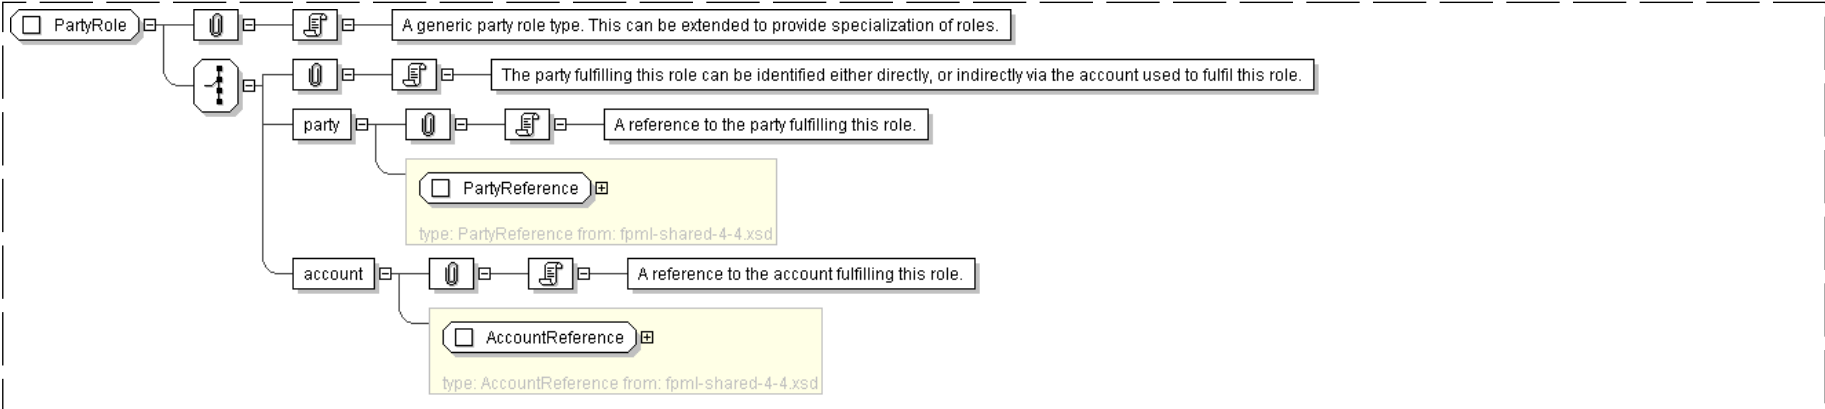 PartyRole
A generic party role type. This can be extended to provide specialization of roles.
The party fulfilling this role can be identified either directly, or indirectly via the account used to fulfil this role.
party
A reference to the party fulfilling this role.
PartyReference
type: PartyReference from: fpml-shared-4-4.xsd
account
A reference to the account fulfilling this role.
AccountReference
type: AccountReference from: fpml-shared-4-4.xsd